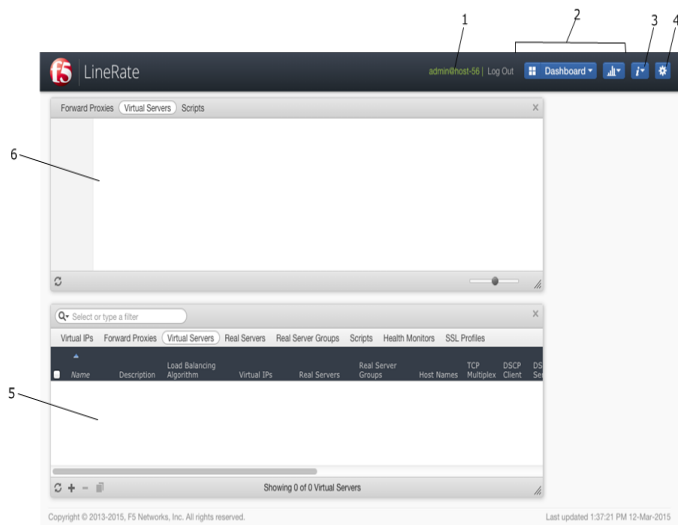 1
2
3
4
f5 LineRate
admin@host-56 | Log Out
Dashboard
i
Forward Proxies Virtual Servers Scripts
6
Select or type a filter
Virtual IPs Forward Proxies Virtual Servers Real Servers Real Server Groups Scripts Health Monitors SSL Profiles
Name Description Load Balancing Algorithm Virtual IPs Real Servers Real Server Groups Host Names TCP Multiplex DSCP Client
5
Showing 0 of 0 Virtual Servers
Copyright © 2013-2015, F5 Networks, Inc. All rights reserved.
Last updated 1:37:21 PM 12-Mar-2015